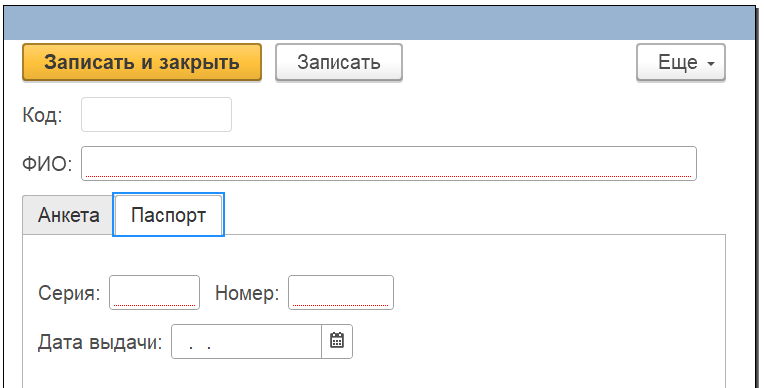 Записать и закрыть Записать Еще
Код:
ФИО:
Анкета Паспорт
Серия: Номер:
Дата выдачи: . .